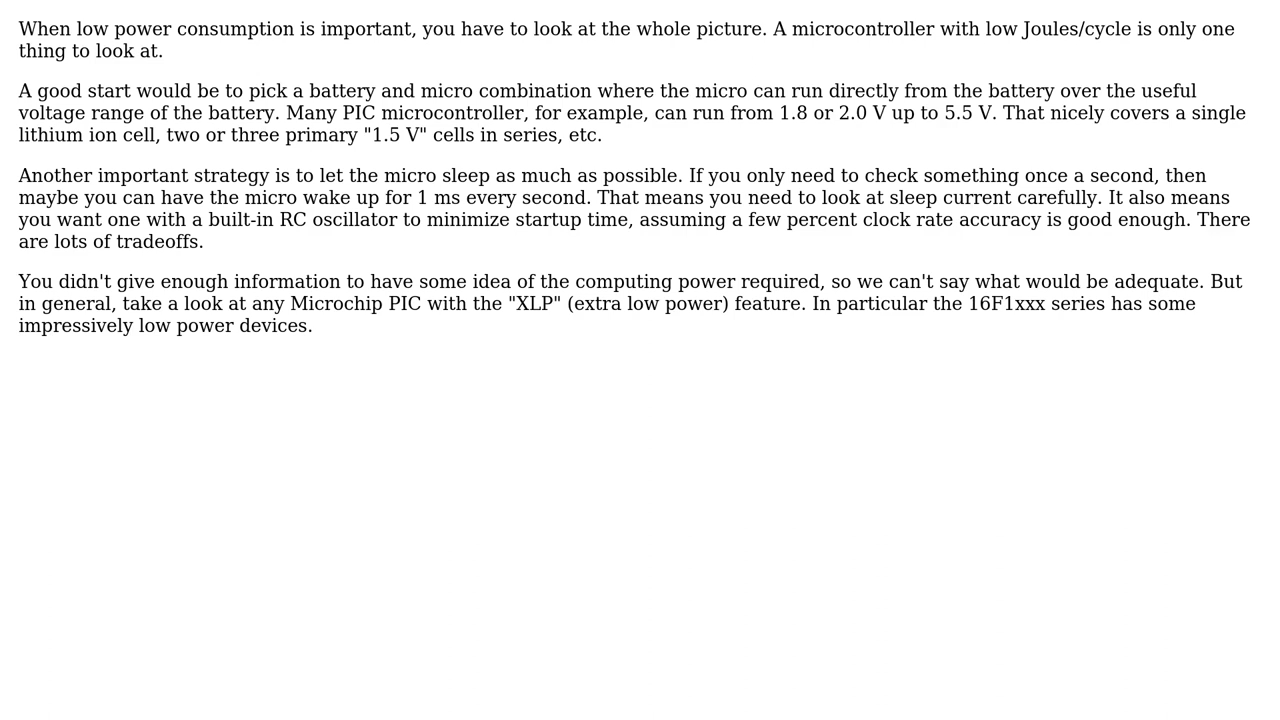 When low power consumption is important, you have to look at the whole picture. A microcontroller with low Joules/cycle is only one
thing to look at.
A good start would be to pick a battery and micro combination where the micro can run directly from the battery over the useful
voltage range of the battery. Many PIC microcontroller, for example, can run from 1.8 or 2.0 V up to 5.5 V. That nicely covers a single
lithium ion cell, two or three primary "1.5 V" cells in series, etc.
Another important strategy is to let the micro sleep as much as possible. If you only need to check something once a second, then
maybe you can have the micro wake up for 1 ms every second. That means you need to look at sleep current carefully. It also means
you want one with a built-in RC oscillator to minimize startup time, assuming a few percent clock rate accuracy is good enough. There
are lots of tradeoffs.
You didn't give enough information to have some idea of the computing power required, so we can't say what would be adequate. But
in general, take a look at any Microchip PIC with the "XLP" (extra low power) feature. In particular the 16F1xxx series has some
impressively low power devices.